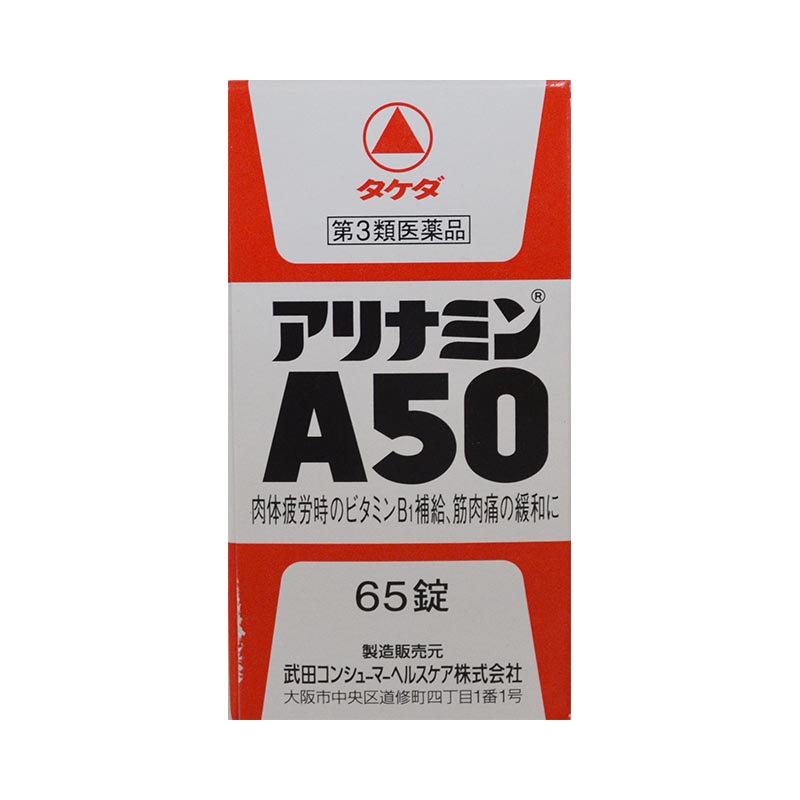 タケダ
第3類医薬品
アリナミン®
A50
肉体疲労時のビタミンB1補給、筋肉痛の緩和に
65錠
製造販売元
武田コンシューマーヘルスケア株式会社
大阪市中央区道修町四丁目1番1号